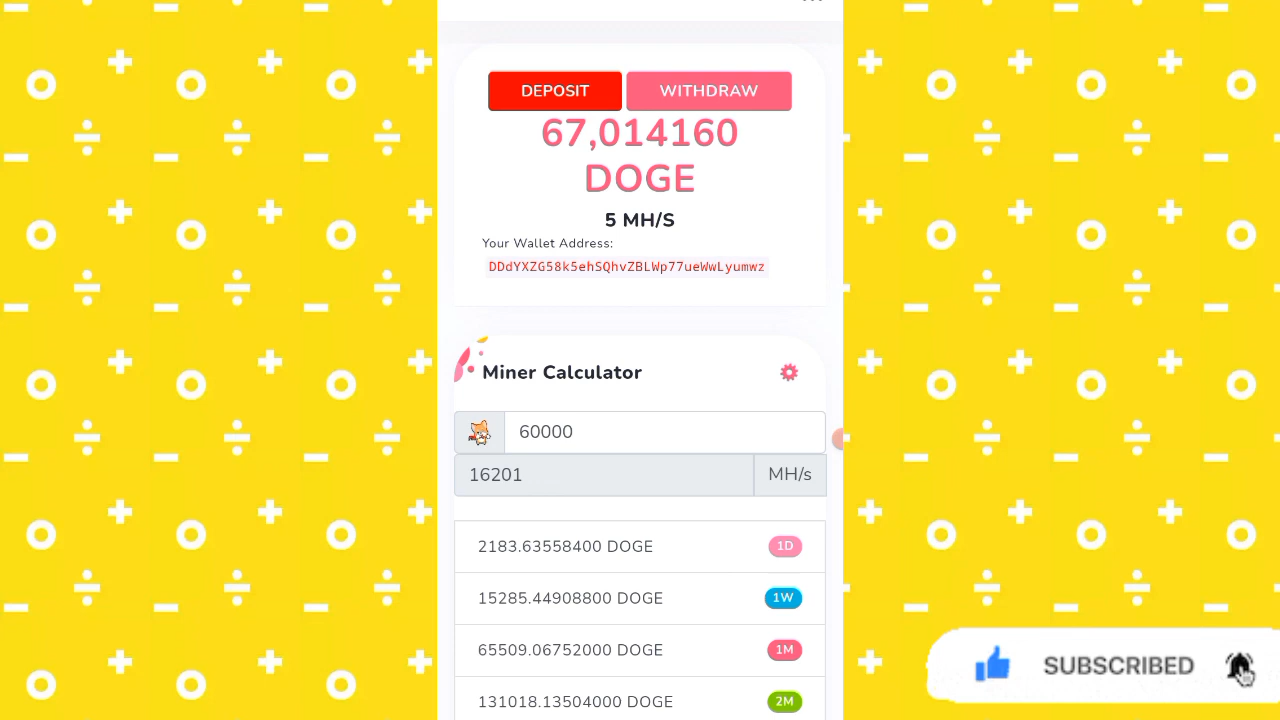 DEPOSIT
WITHDRAW
67,014160
DOGE
5 MH/S
Your Wallet Address:
DDdYXZG58k5ehSQhvZBLWp77ueWwLyumwz
Miner Calculator
60000
16201
MH/s
2183.63558400 DOGE
1D
15285.44908800 DOGE
1W
65509.06752000 DOGE
1M
131018.13504000 DOGE
2M
SUBSCRIBED